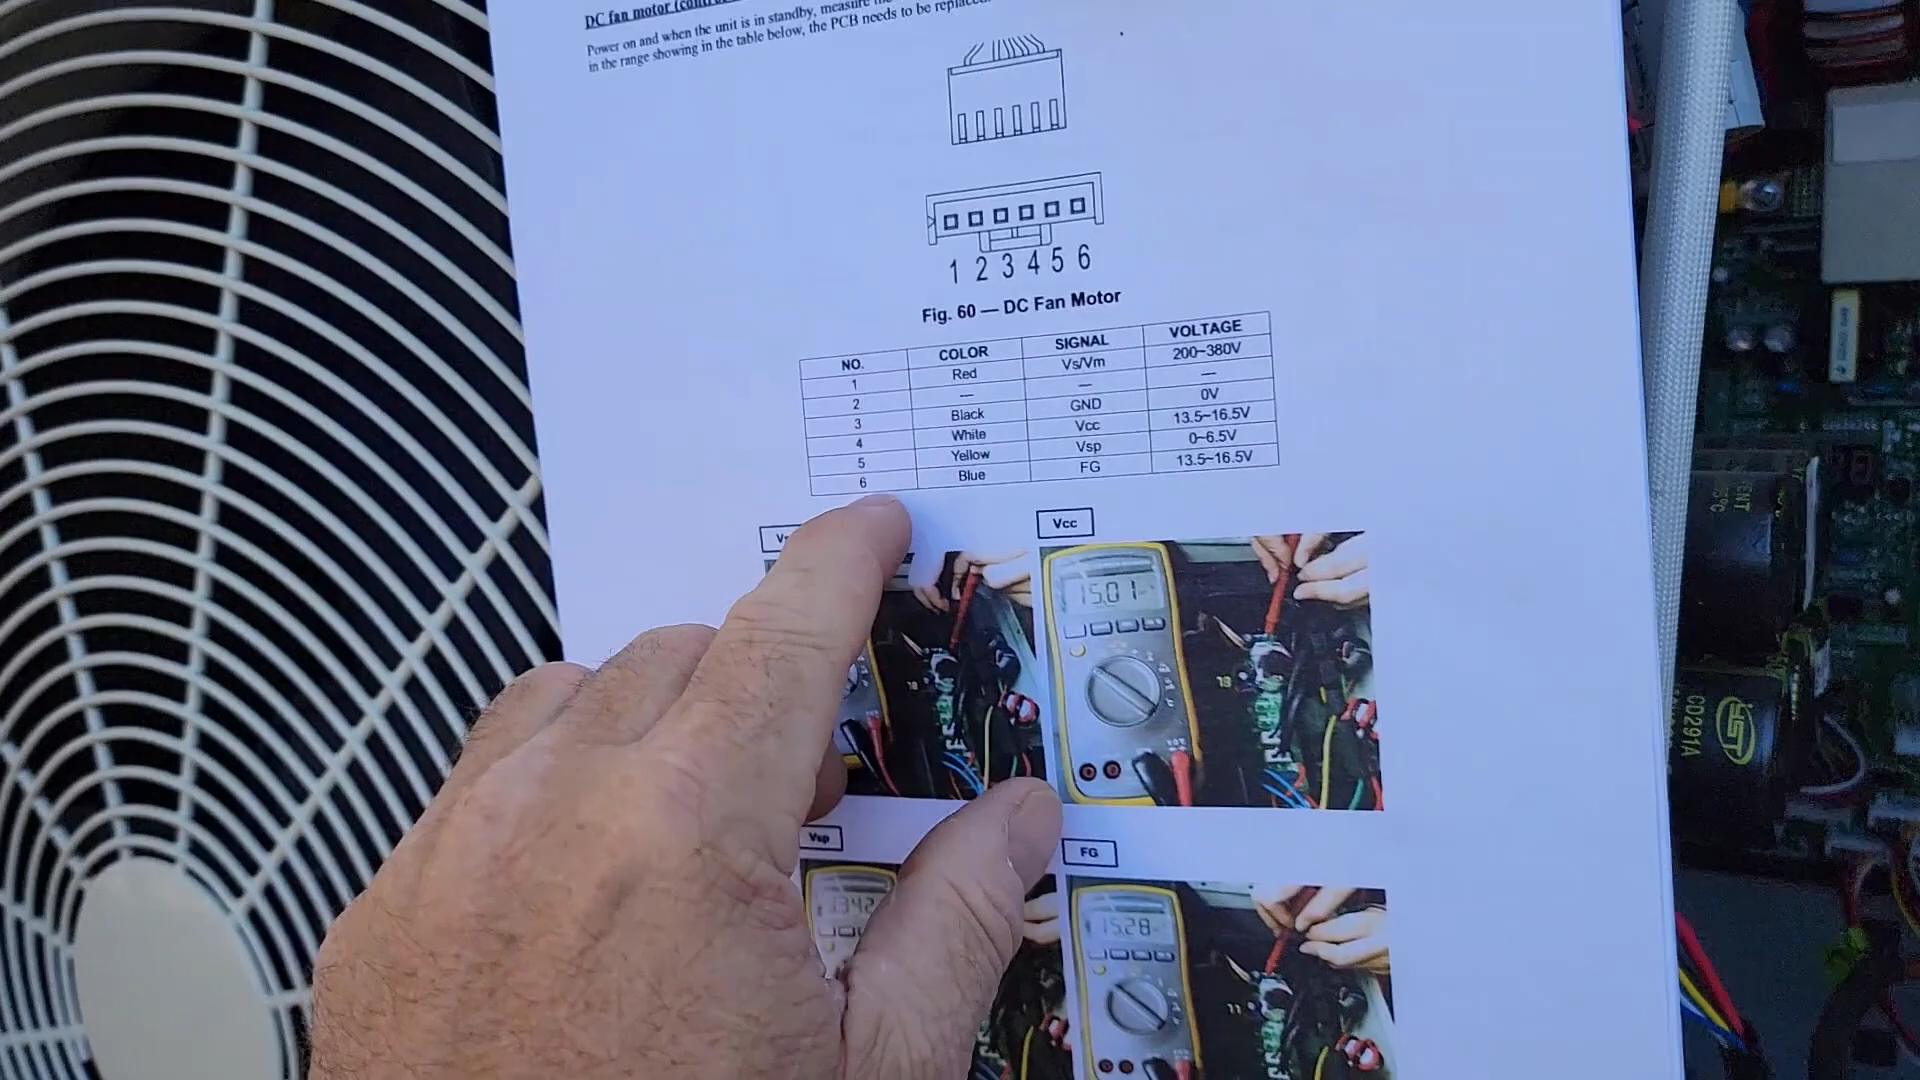 DC fan motor
Power on and when the unit is in standby, measure the
in the range showing in the table below, the PCB needs to be replaced.
1 2 3 4 5 6
Fig. 60 — DC Fan Motor
NO. COLOR SIGNAL VOLTAGE
1 Red Vs/Vm 200~380V
2 — — —
3 Black GND 0V
4 White Vcc 13.5~16.5V
5 Yellow Vsp 0~6.5V
6 Blue FG 13.5~16.5V
Vcc
15.01
Vsp
FG
15.28
CD291A